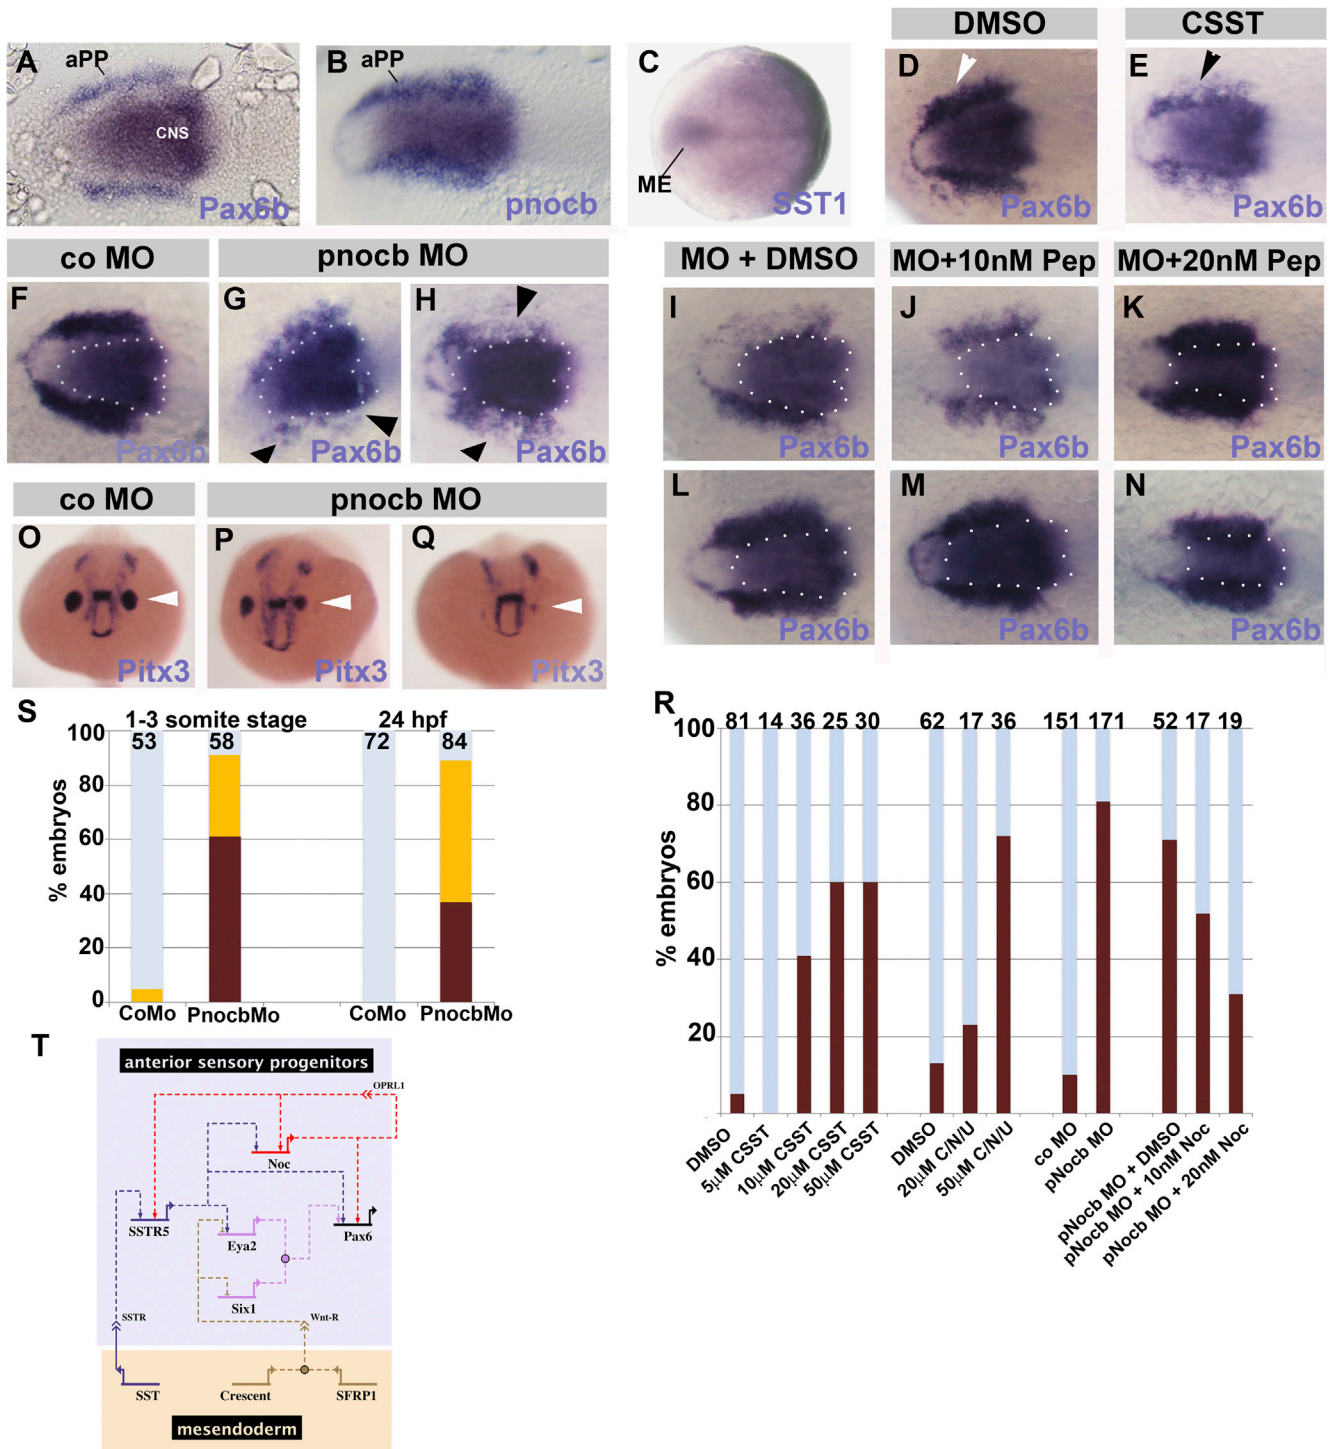 DMSO CSST
A aPP CNS Pax6b
B aPP pnocb
C ME SST1
D Pax6b
E Pax6b
co MO pnocb MO
F Pax6b
G Pax6b
H Pax6b
MO + DMSO MO+10nM Pep MO+20nM Pep
I Pax6b
J Pax6b
K Pax6b
L Pax6b
M Pax6b
N Pax6b
co MO pnocb MO
O Pitx3
P Pitx3
Q Pitx3
S
1-3 somite stage 24 hpf
53 58 72 84
% embryos
100
80
60
40
20
0
CoMo PnocbMo CoMo PnocbMo
R
81 14 36 25 30 62 17 36 151 171 52 17 19
% embryos
100
80
60
40
20
DMSO
5μM CSST
10μM CSST
20μM CSST
50μM CSST
DMSO
20μM C/N/U
50μM C/N/U
co MO
pNocb MO
pNocb MO + DMSO
pNocb MO + 10nM Noc
pNocb MO + 20nM Noc
T
anterior sensory progenitors
OPRL1
Noc
SSTR5
Eya2
Pax6
Six1
SSTR
Wnt-R
SST
Crescent
SFRP1
mesendoderm